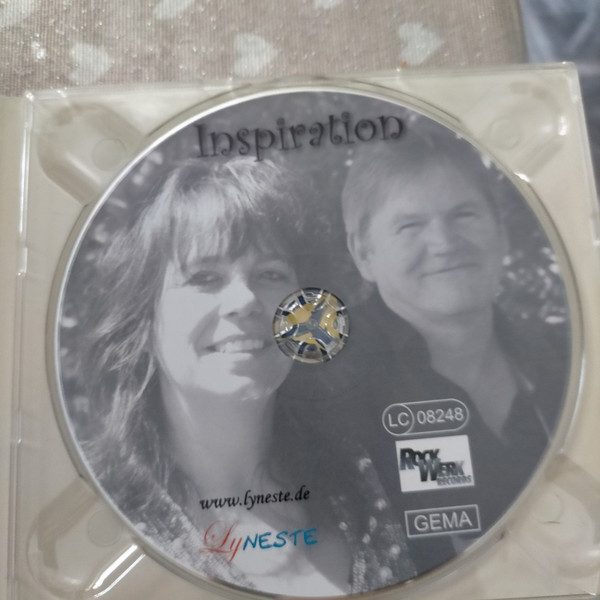 Inspiration
LC 08248
ROCK
WERK
RECORDS
www.lyneste.de
LyNESTE
GEMA